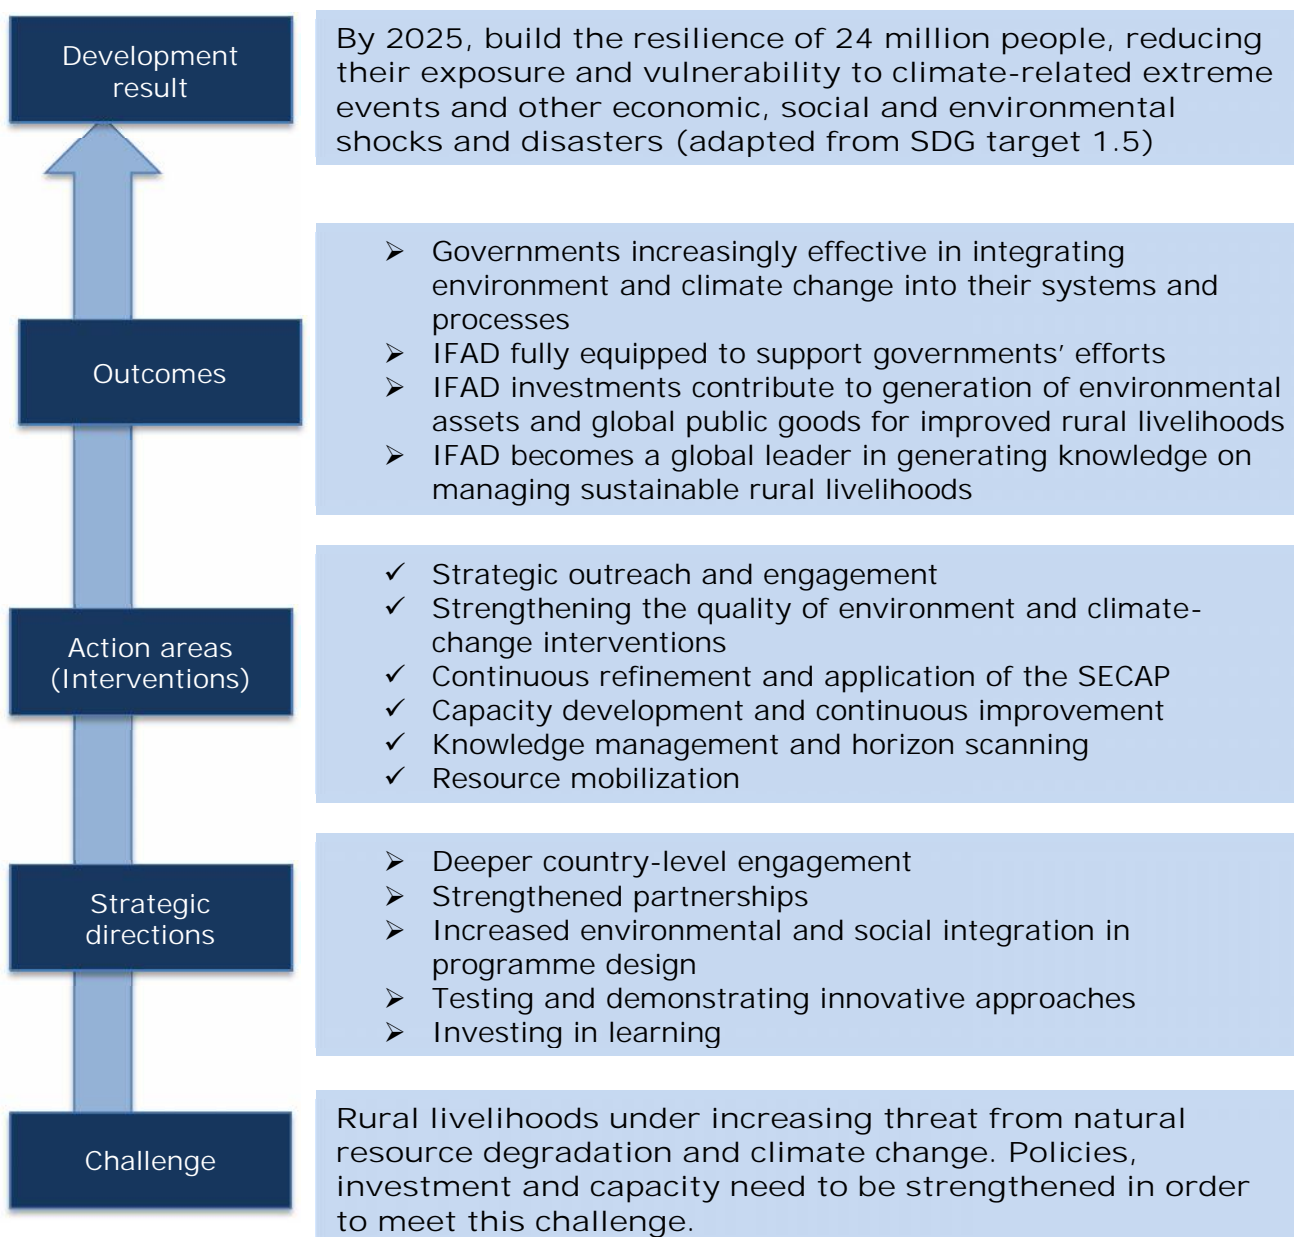 Development
result
By 2025, build the resilience of 24 million people, reducing
their exposure and vulnerability to climate-related extreme
events and other economic, social and environmental
shocks and disasters (adapted from SDG target 1.5)
Outcomes
➢ Governments increasingly effective in integrating
environment and climate change into their systems and
processes
➢ IFAD fully equipped to support governments’ efforts
➢ IFAD investments contribute to generation of environmental
assets and global public goods for improved rural livelihoods
➢ IFAD becomes a global leader in generating knowledge on
managing sustainable rural livelihoods
Action areas
(Interventions)
✓ Strategic outreach and engagement
✓ Strengthening the quality of environment and climate-
change interventions
✓ Continuous refinement and application of the SECAP
✓ Capacity development and continuous improvement
✓ Knowledge management and horizon scanning
✓ Resource mobilization
Strategic
directions
➢ Deeper country-level engagement
➢ Strengthened partnerships
➢ Increased environmental and social integration in
programme design
➢ Testing and demonstrating innovative approaches
➢ Investing in learning
Challenge
Rural livelihoods under increasing threat from natural
resource degradation and climate change. Policies,
investment and capacity need to be strengthened in order
to meet this challenge.